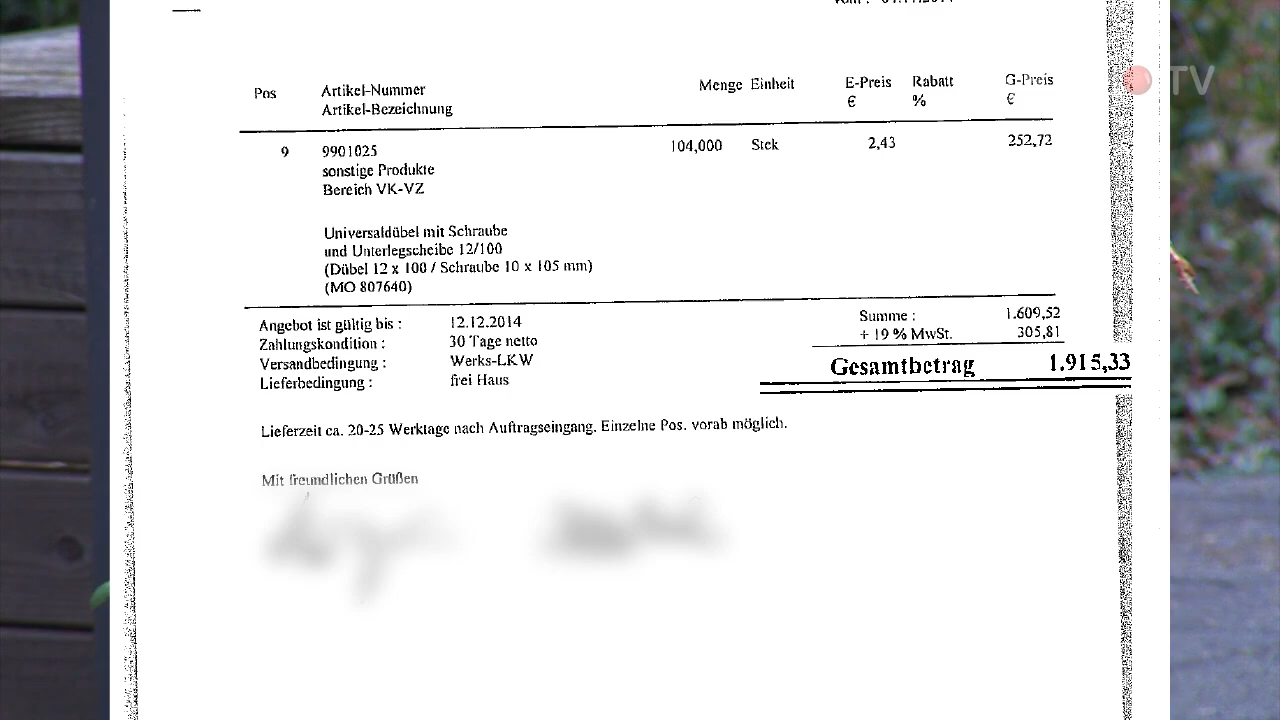 TV
Pos Artikel-Nummer Menge Einheit E-Preis Rabatt G-Preis
Artikel-Bezeichnung € % €
9 9901025 104,000 Stck 2,43 252,72
sonstige Produkte
Bereich VK-VZ
Universaldübel mit Schraube
und Unterlegscheibe 12/100
(Dübel 12 x 100 / Schraube 10 x 105 mm)
(MO 807640)
Angebot ist gültig bis : 12.12.2014 Summe : 1.609,52
Zahlungskondition : 30 Tage netto + 19 % MwSt. 305,81
Versandbedingung : Werks-LKW Gesamtbetrag 1.915,33
Lieferbedingung : frei Haus
Lieferzeit ca. 20-25 Werktage nach Auftragseingang. Einzelne Pos. vorab möglich.
Mit freundlichen Grüßen